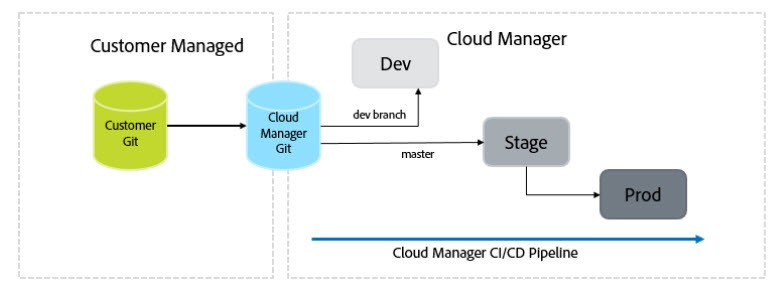 Customer Managed
Cloud Manager
Dev
Customer
Git
Cloud
Manager
Git
dev branch
master
Stage
Prod
Cloud Manager CI/CD Pipeline